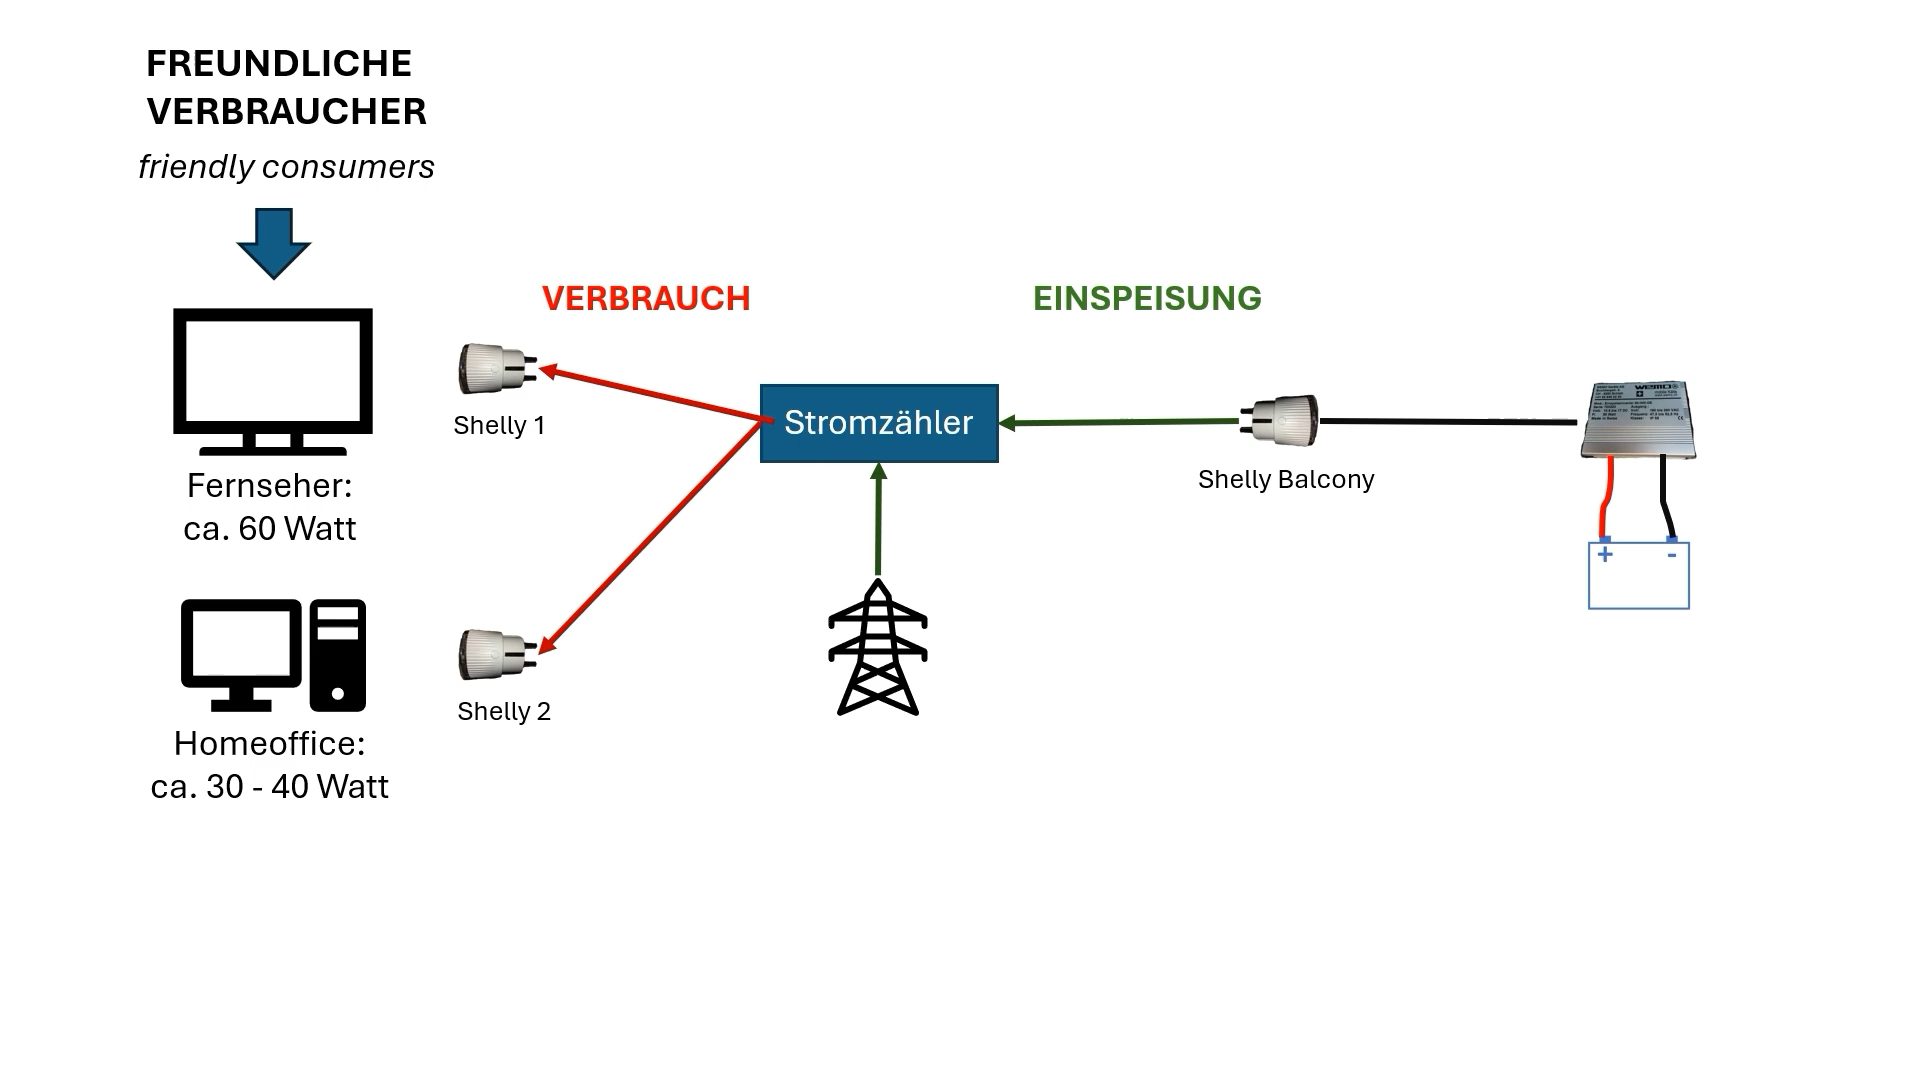 FREUNDLICHE
VERBRAUCHER
friendly consumers
VERBRAUCH
EINSPEISUNG
Shelly 1
Stromzähler
Shelly Balcony
WEMO®
Fernseher:
ca. 60 Watt
+ -
Shelly 2
Homeoffice:
ca. 30 - 40 Watt